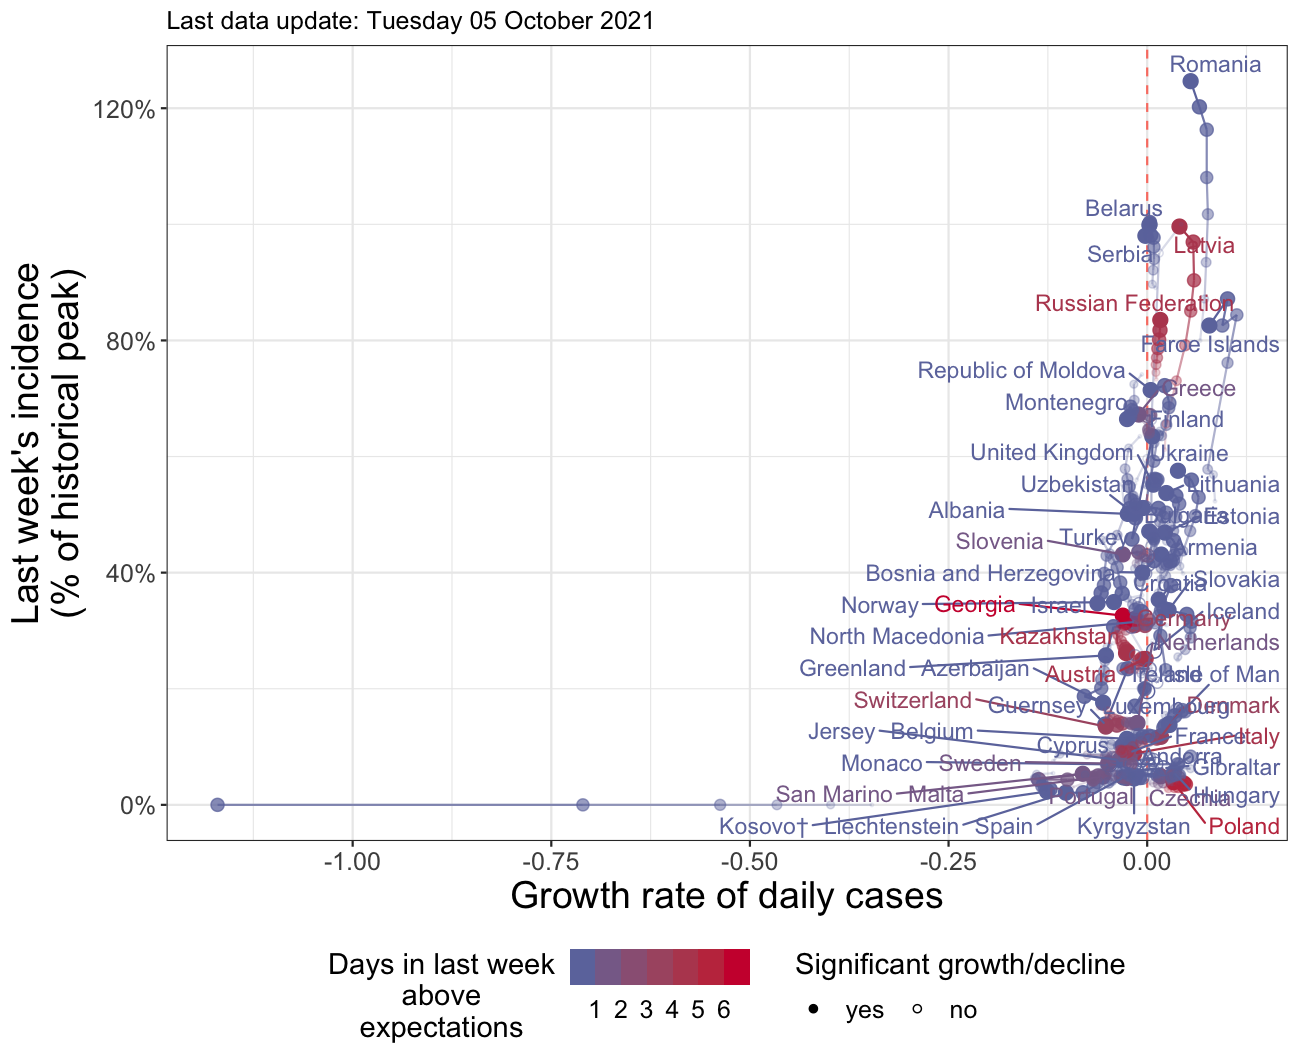 Last data update: Tuesday 05 October 2021
Last week's incidence
(% of historical peak)
120%
80%
40%
0%
Romania
Belarus
Latvia
Serbia
Russian Federation
Faroe Islands
Republic of Moldova
Greece
Montenegro
Finland
United Kingdom
Ukraine
Uzbekistan
Lithuania
Albania
Bulgaria
Estonia
Turkey
Slovenia
Armenia
Bosnia and Herzegovina
Croatia
Slovakia
Norway
Georgia
Israel
Iceland
Germany
North Macedonia
Kazakhstan
Netherlands
Greenland
Azerbaijan
Austria
Ireland
Isle of Man
Switzerland
Guernsey
Luxembourg
Denmark
Jersey
Belgium
France
Italy
Cyprus
Andorra
Monaco
Sweden
Gibraltar
San Marino
Malta
Portugal
Czechia
Hungary
Kosovo†
Liechtenstein
Spain
Kyrgyzstan
Poland
-1.00
-0.75
-0.50
-0.25
0.00
Growth rate of daily cases
Days in last week
above
expectations
1 2 3 4 5 6
Significant growth/decline
yes
no